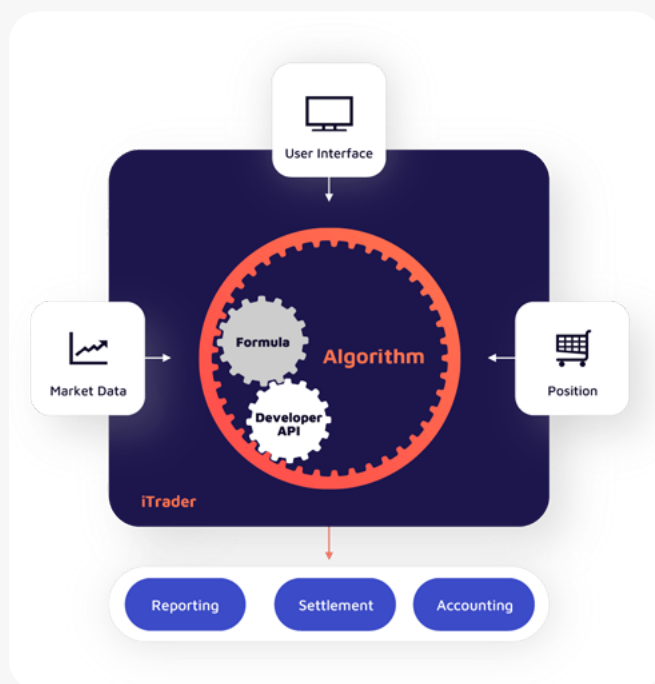 User Interface
Market Data
Formula
Algorithm
Developer
API
Position
iTrader
Reporting
Settlement
Accounting